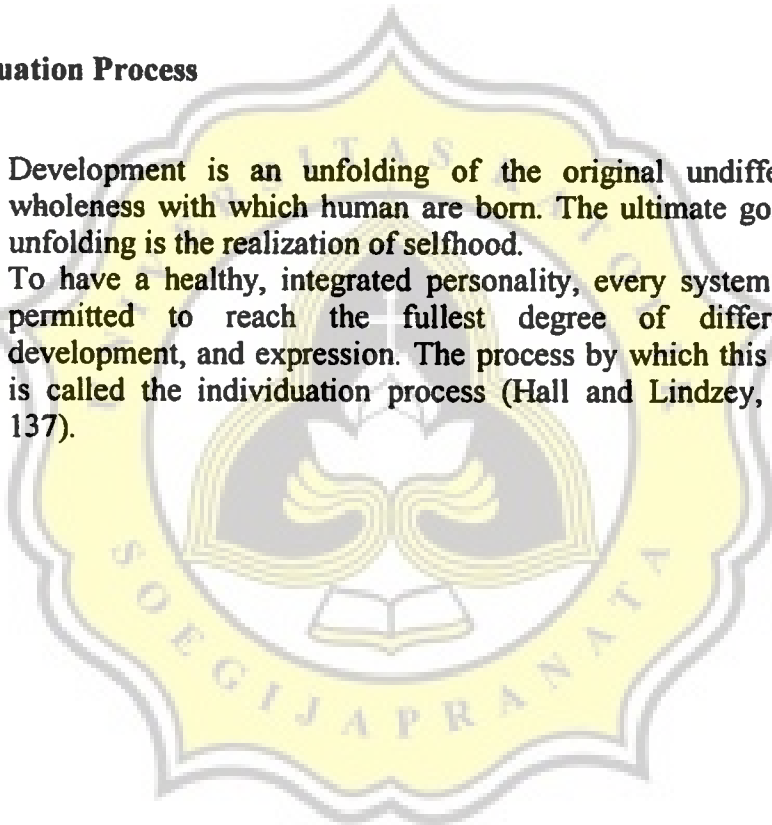 uation Process
Development is an unfolding of the original undiffe
wholeness with which human are born. The ultimate go
unfolding is the realization of selfhood.
To have a healthy, integrated personality, every system
permitted to reach the fullest degree of differ
development, and expression. The process by which this
is called the individuation process (Hall and Lindzey,
137).
SOEGIJAPRANATA